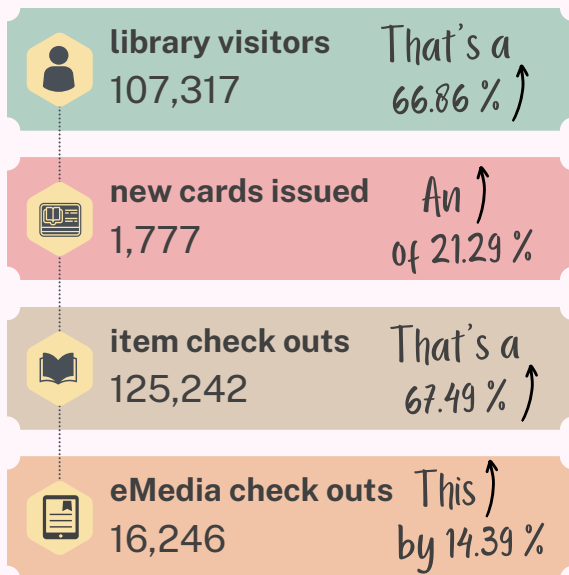 library visitors
107,317
That's a
66.86 %
new cards issued
1,777
An
of 21.29 %
item check outs
125,242
That's a
67.49 %
eMedia check outs
16,246
This
by 14.39 %